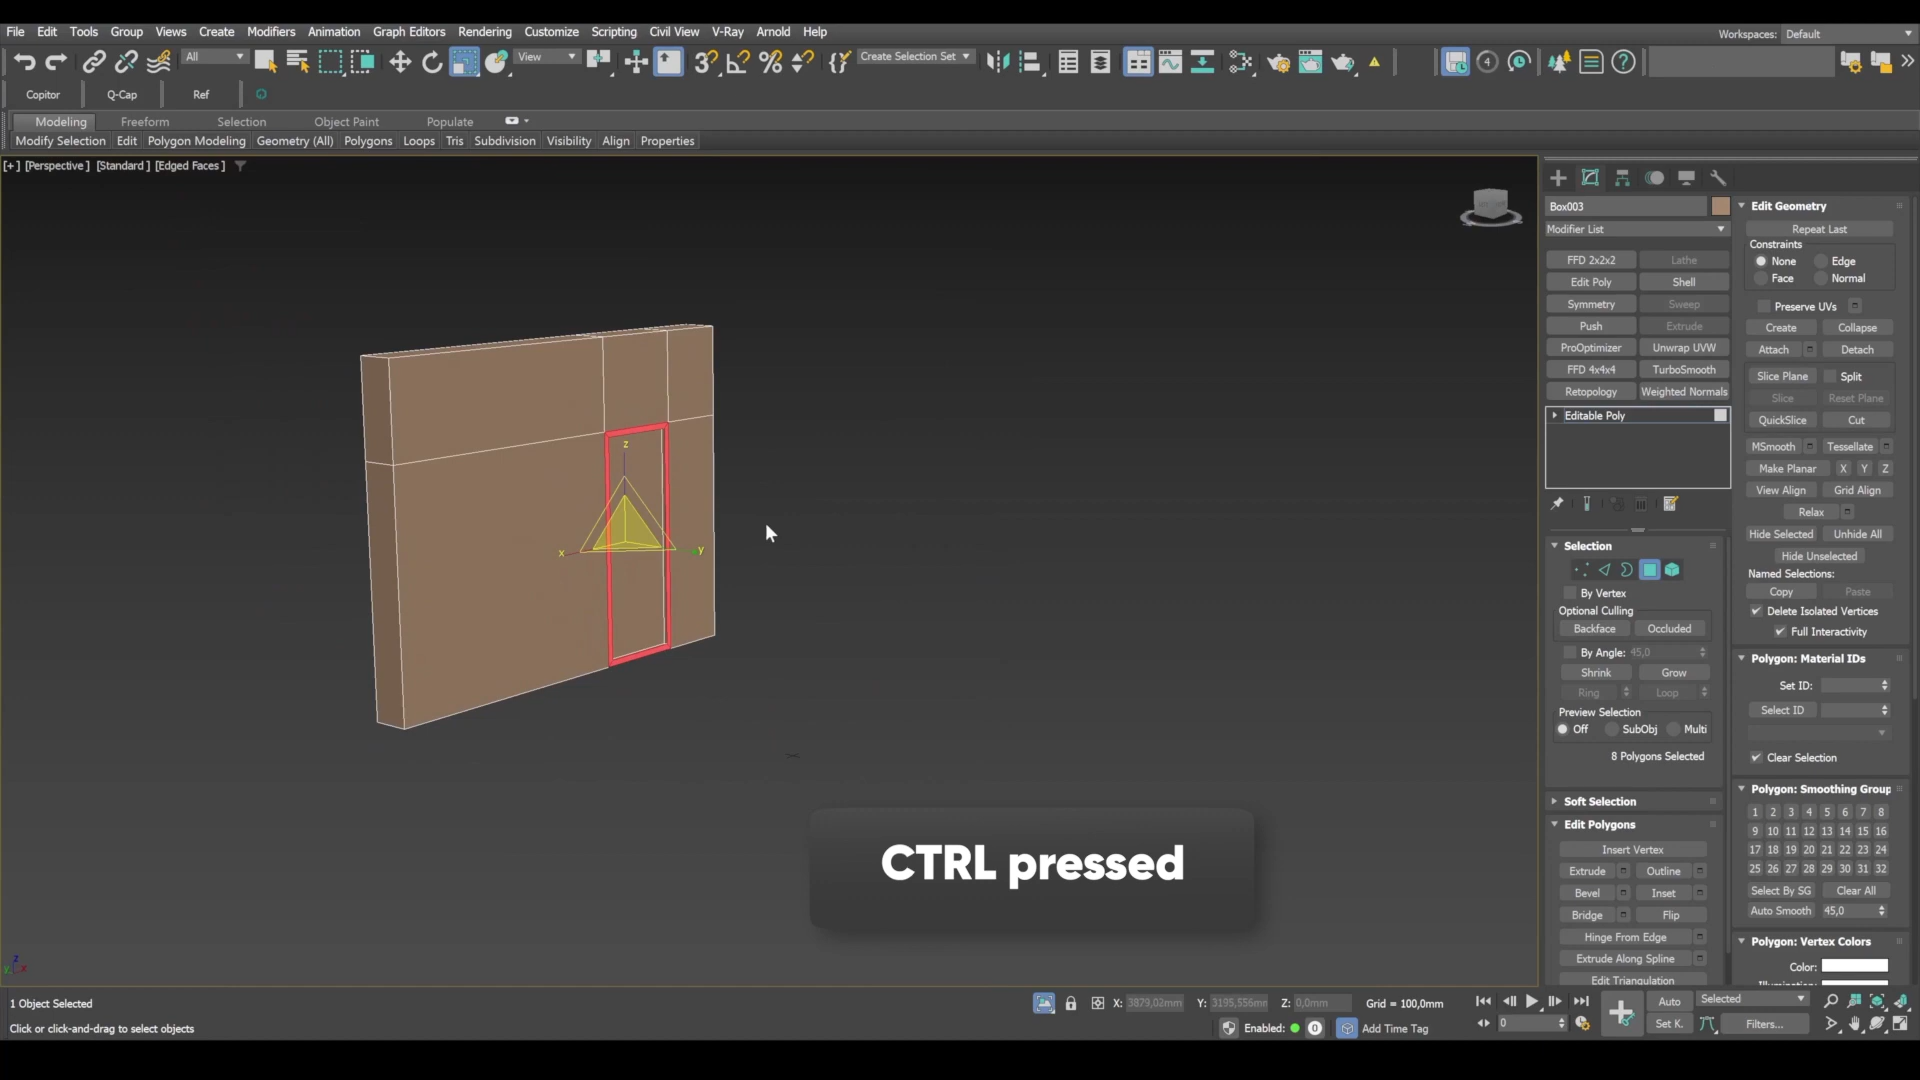 File Edit Tools Group Views Create Modifiers Animation Graph Editors Rendering Customize Scripting Civil View V-Ray Arnold Help
Workspaces: Default
All View Create Selection Set
Copitor Q-Cap Ref
Modeling Freeform Selection Object Paint Populate
Modify Selection Edit Polygon Modeling Geometry (All) Polygons Loops Tris Subdivision Visibility Align Properties
[+] [Perspective] [Standard] [Edged Faces]
z
x
y
CTRL pressed
Box003
Modifier List
FFD 2x2x2 Lathe
Edit Poly Shell
Symmetry Sweep
Push Extrude
ProOptimizer Unwrap UVW
FFD 4x4x4 TurboSmooth
Retopology Weighted Normals
Editable Poly
Selection
By Vertex
Optional Culling
Backface Occluded
By Angle: 45,0
Shrink Grow
Ring Loop
Preview Selection
Off SubObj Multi
8 Polygons Selected
Soft Selection
Edit Polygons
Insert Vertex
Extrude Outline
Bevel Inset
Bridge Flip
Hinge From Edge
Extrude Along Spline
Edit Triangulation
Edit Geometry
Repeat Last
Constraints
None Edge
Face Normal
Preserve UVs
Create Collapse
Attach Detach
Slice Plane Split
Slice Reset Plane
QuickSlice Cut
MSmooth Tessellate
Make Planar X Y Z
View Align Grid Align
Relax
Hide Selected Unhide All
Hide Unselected
Named Selections:
Copy Paste
Delete Isolated Vertices
Full Interactivity
Polygon: Material IDs
Set ID:
Select ID
Clear Selection
Polygon: Smoothing Group
1 2 3 4 5 6 7 8
9 10 11 12 13 14 15 16
17 18 19 20 21 22 23 24
25 26 27 28 29 30 31 32
Select By SG Clear All
Auto Smooth 45,0
Polygon: Vertex Colors
Color:
z
y x
1 Object Selected
Click or click-and-drag to select objects
X: 3879,02mm Y: 3195,556mm Z: 0,0mm Grid = 100,0mm
Enabled: 0 Add Time Tag
0
Auto Selected
Set K. Filters...